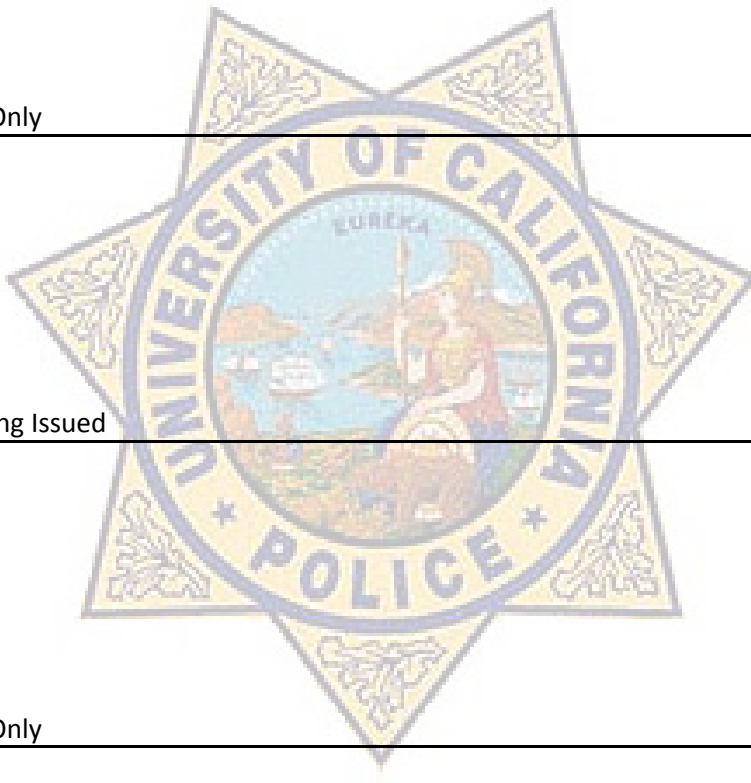 Only
UNIVERSITY OF CALIFORNIA
EUREKA
ng Issued
POLICE
Only